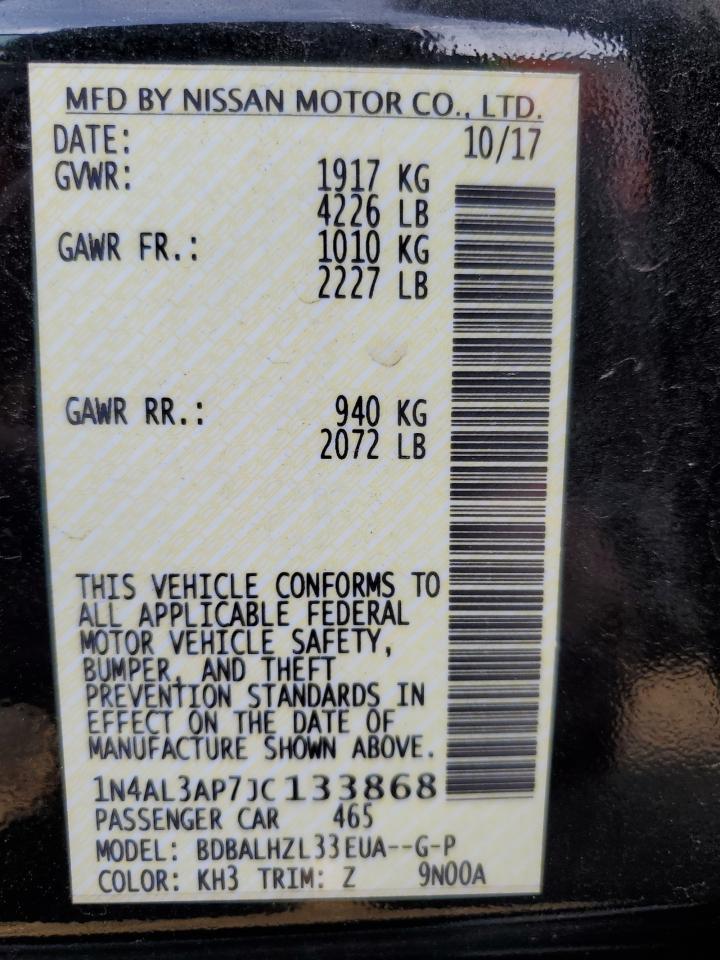 MFD BY NISSAN MOTOR CO., LTD.
DATE: 10/17
GVWR: 1917 KG
4226 LB
GAWR FR.: 1010 KG
2227 LB
GAWR RR.: 940 KG
2072 LB
THIS VEHICLE CONFORMS TO
ALL APPLICABLE FEDERAL
MOTOR VEHICLE SAFETY,
BUMPER, AND THEFT
PREVENTION STANDARDS IN
EFFECT ON THE DATE OF
MANUFACTURE SHOWN ABOVE.
1N4AL3AP7JC133868
PASSENGER CAR 465
MODEL: BDBALHZL33EUA--G-P
COLOR: KH3 TRIM: Z 9N00A